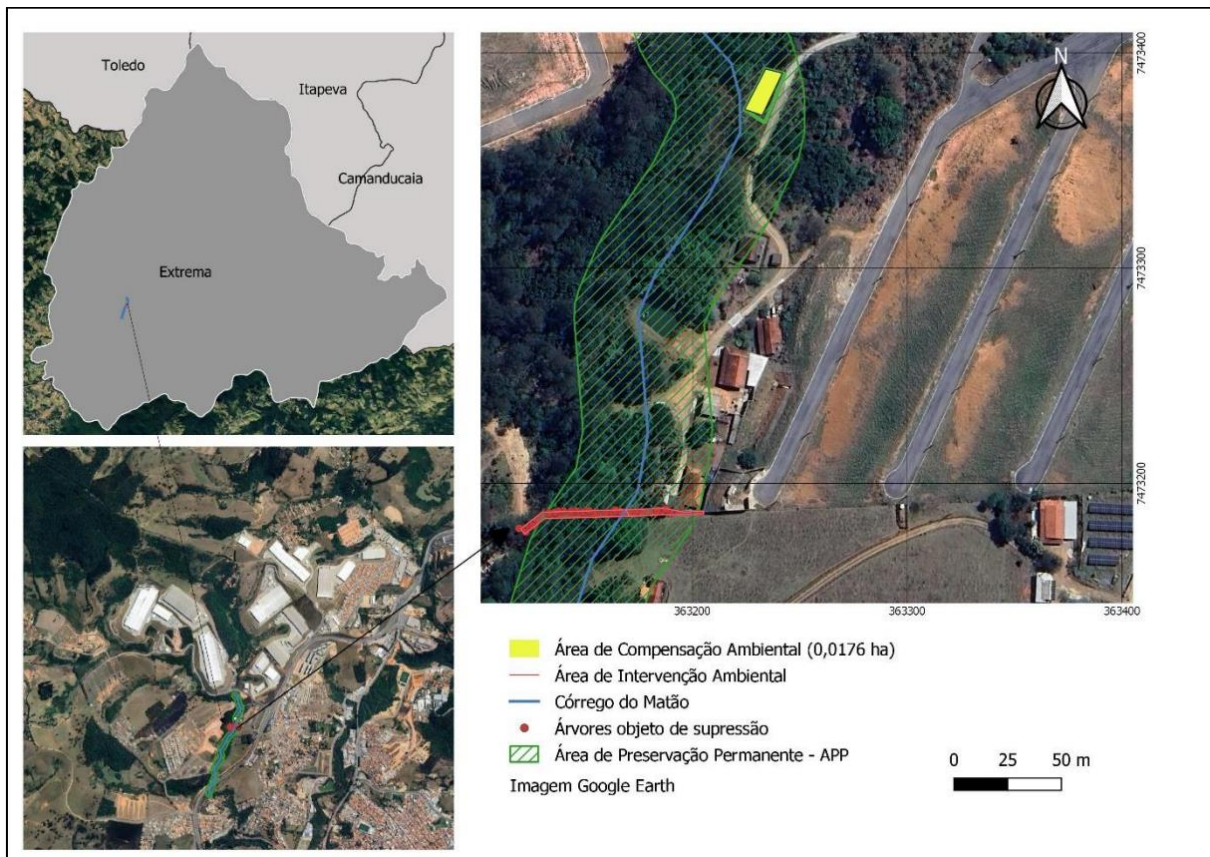 Toledo
Itapeva
Camanducaia
Extrema
N
7473400
7473300
7473200
363200
363300
363400
Área de Compensação Ambiental (0,0176 ha)
Área de Intervenção Ambiental
Córrego do Matão
Árvores objeto de supressão
Área de Preservação Permanente - APP
Imagem Google Earth
0 25 50 m